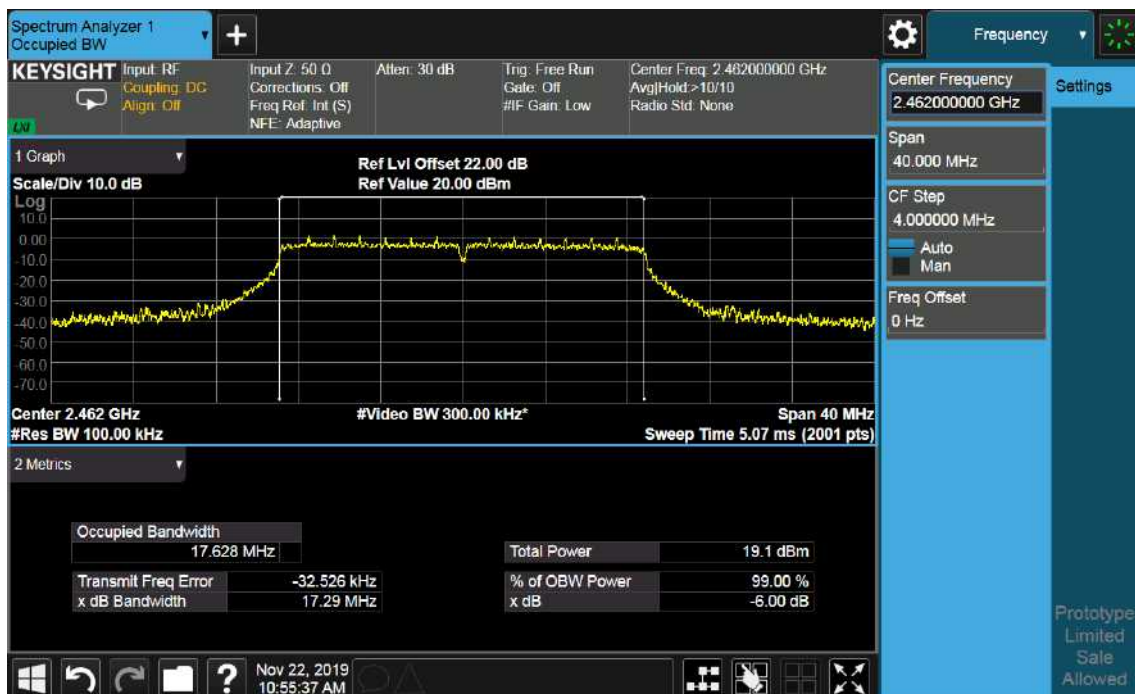 Spectrum Analyzer 1
Occupied BW
+
Frequency
KEYSIGHT
LXI
Input: RF
Coupling: DC
Align: Off
Input Z: 50 Ω
Corrections: Off
Freq Ref: Int (S)
NFE: Adaptive
Atten: 30 dB
Trig: Free Run
Gate: Off
#IF Gain: Low
Center Freq: 2.462000000 GHz
Avg|Hold:>10/10
Radio Std: None
1 Graph
Scale/Div 10.0 dB
Ref Lvl Offset 22.00 dB
Ref Value 20.00 dBm
Log
10.0
0.00
-10.0
-20.0
-30.0
-40.0
-50.0
-60.0
-70.0
Center 2.462 GHz
#Res BW 100.00 kHz
#Video BW 300.00 kHz*
Span 40 MHz
Sweep Time 5.07 ms (2001 pts)
2 Metrics
Occupied Bandwidth
17.628 MHz
Total Power 19.1 dBm
Transmit Freq Error -32.526 kHz
% of OBW Power 99.00 %
x dB Bandwidth 17.29 MHz
x dB -6.00 dB
?
Nov 22, 2019
10:55:37 AM
Center Frequency
2.462000000 GHz
Span
40.000 MHz
CF Step
4.000000 MHz
Auto
Man
Freq Offset
0 Hz
Settings
Prototype
Limited
Sale
Allowed